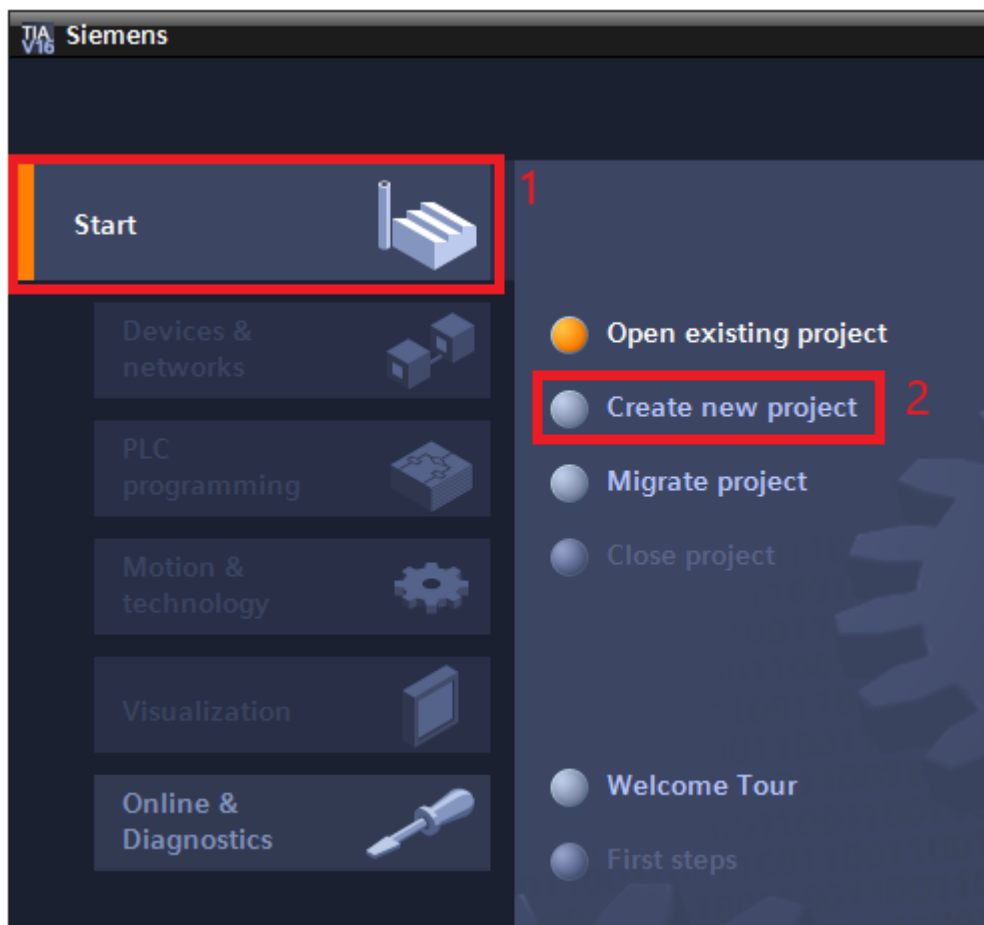 TIA
V16
Siemens
Start
1
Devices &
networks
PLC
programming
Motion &
technology
Visualization
Online &
Diagnostics
Open existing project
Create new project
2
Migrate project
Close project
Welcome Tour
First steps